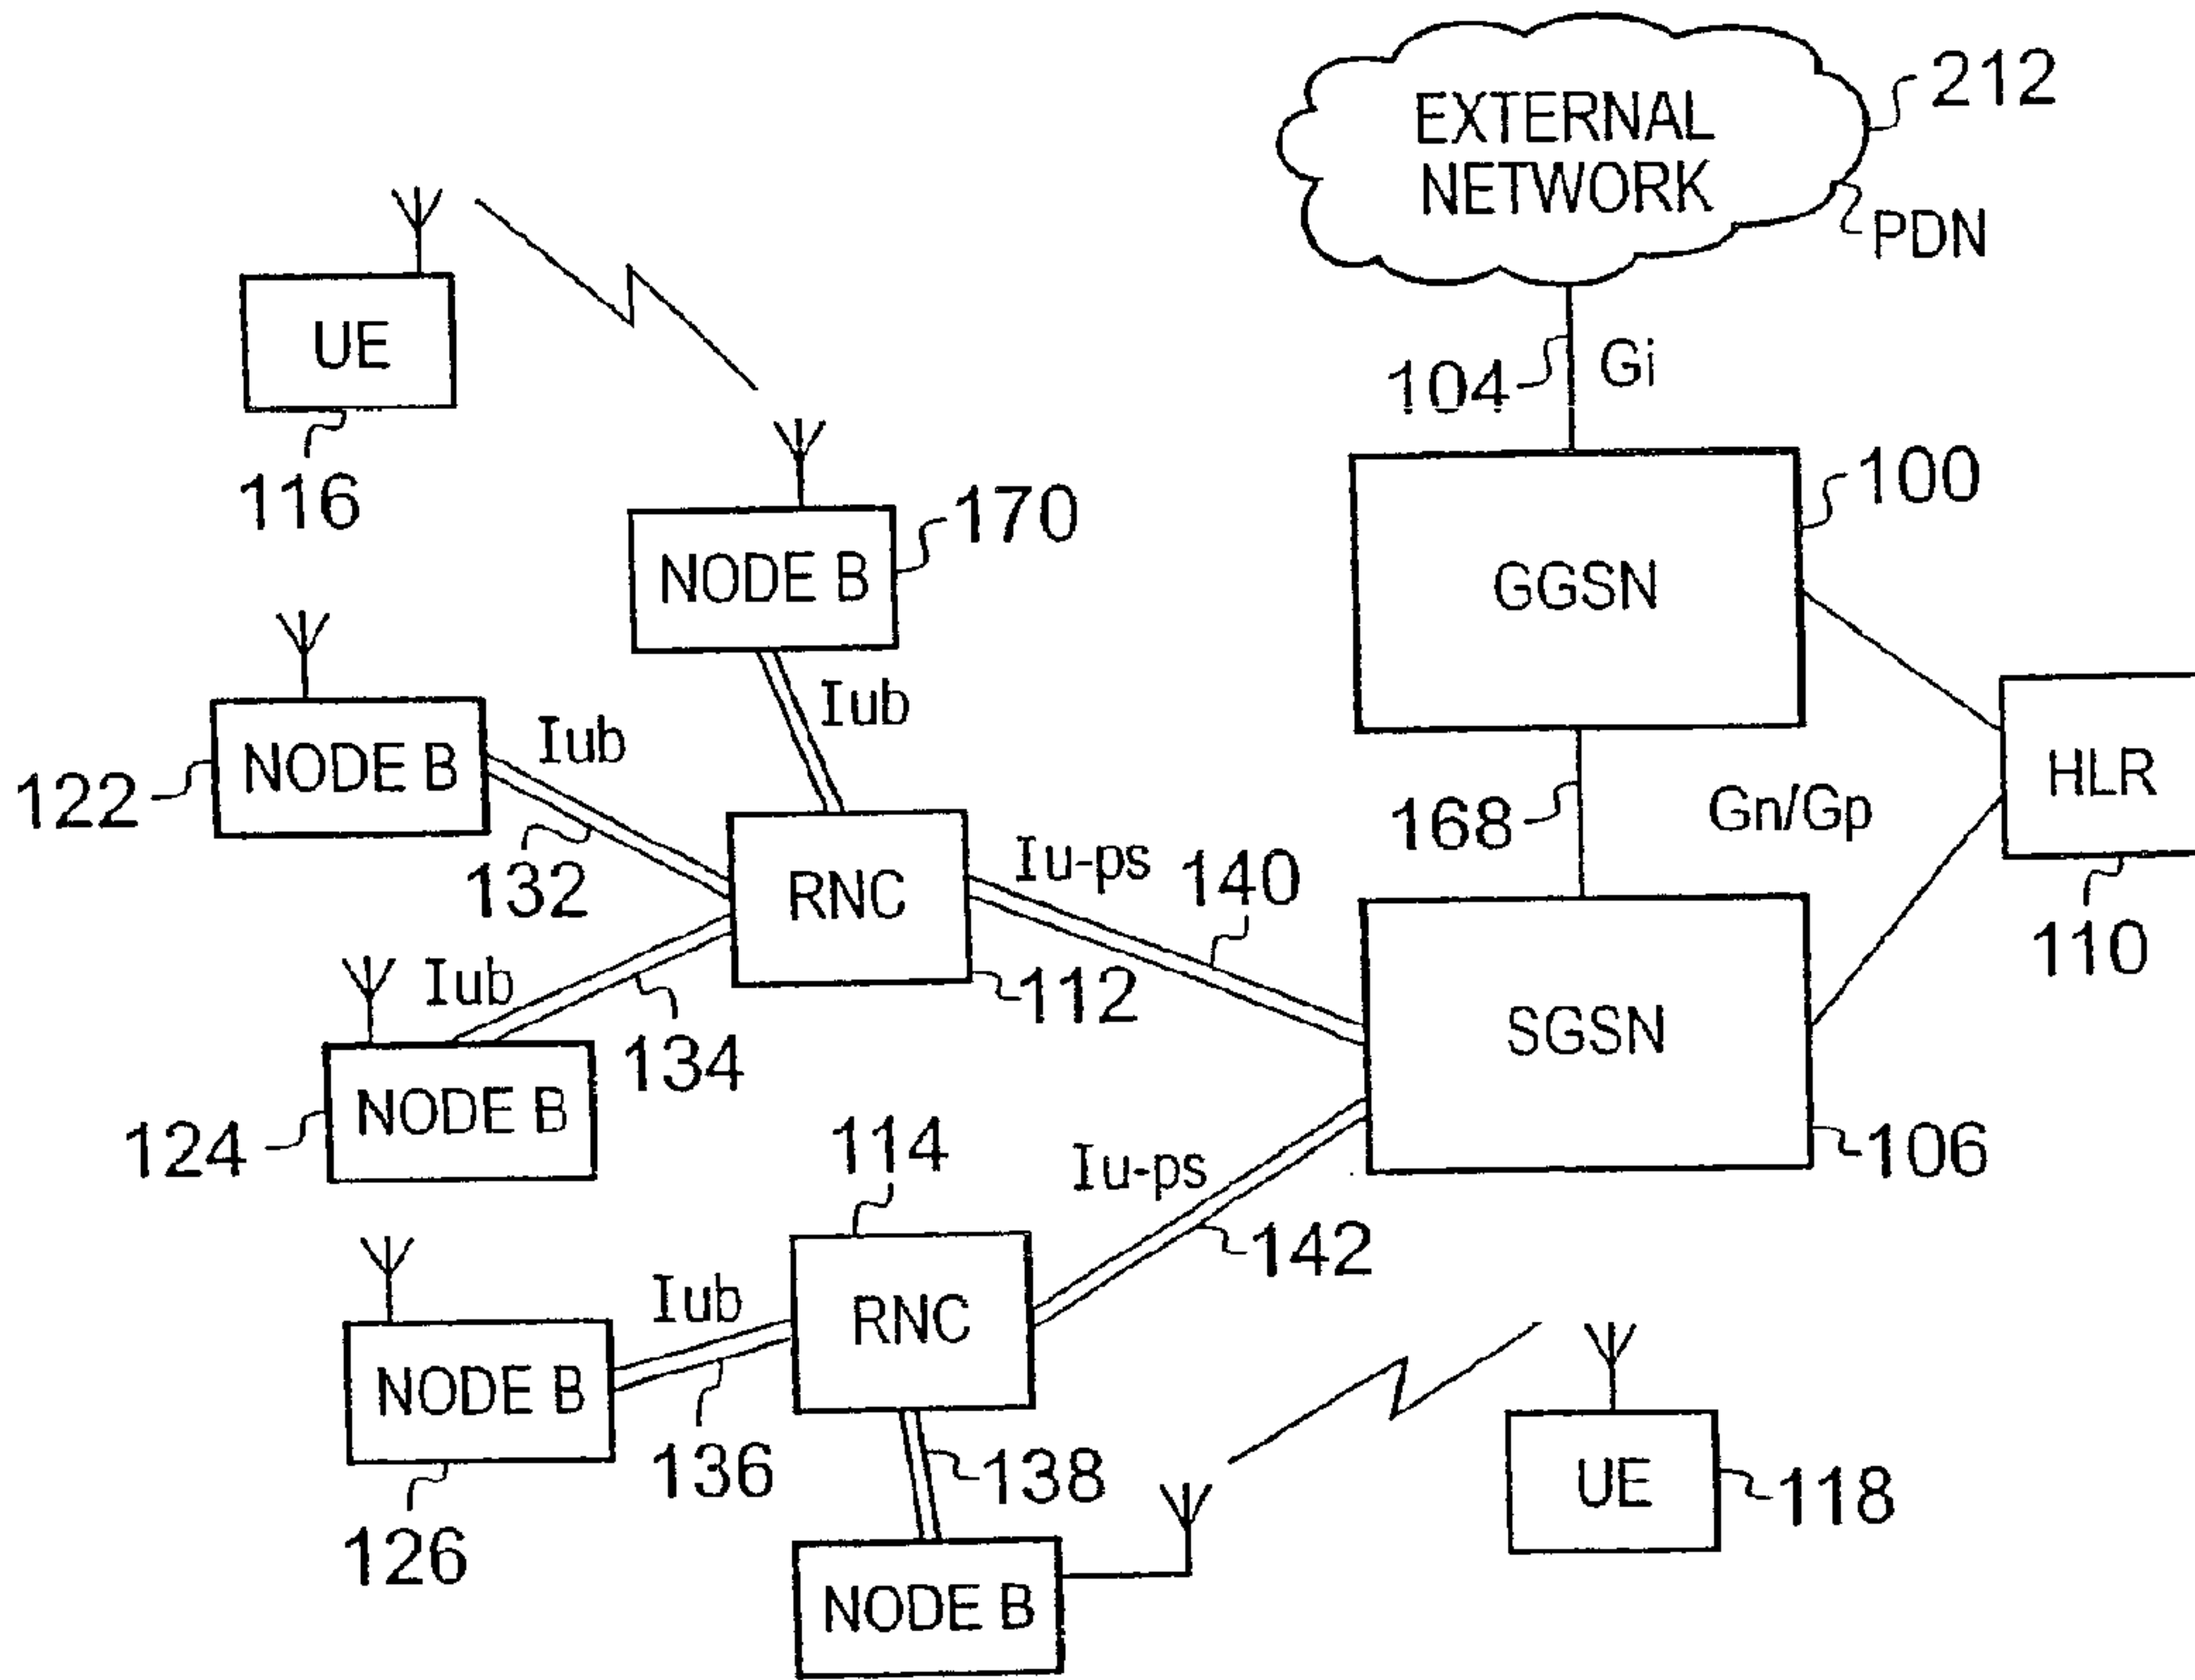 EXTERNAL
NETWORK
212
PDN
104
Gi
UE
116
170
NODE B
Iub
100
GGSN
NODE B
122
Iub
132
168
Gn/Gp
HLR
110
RNC
112
Iu-ps
140
Iub
134
NODE B
124
SGSN
106
114
Iu-ps
142
RNC
Iub
136
NODE B
126
138
NODE B
UE
118